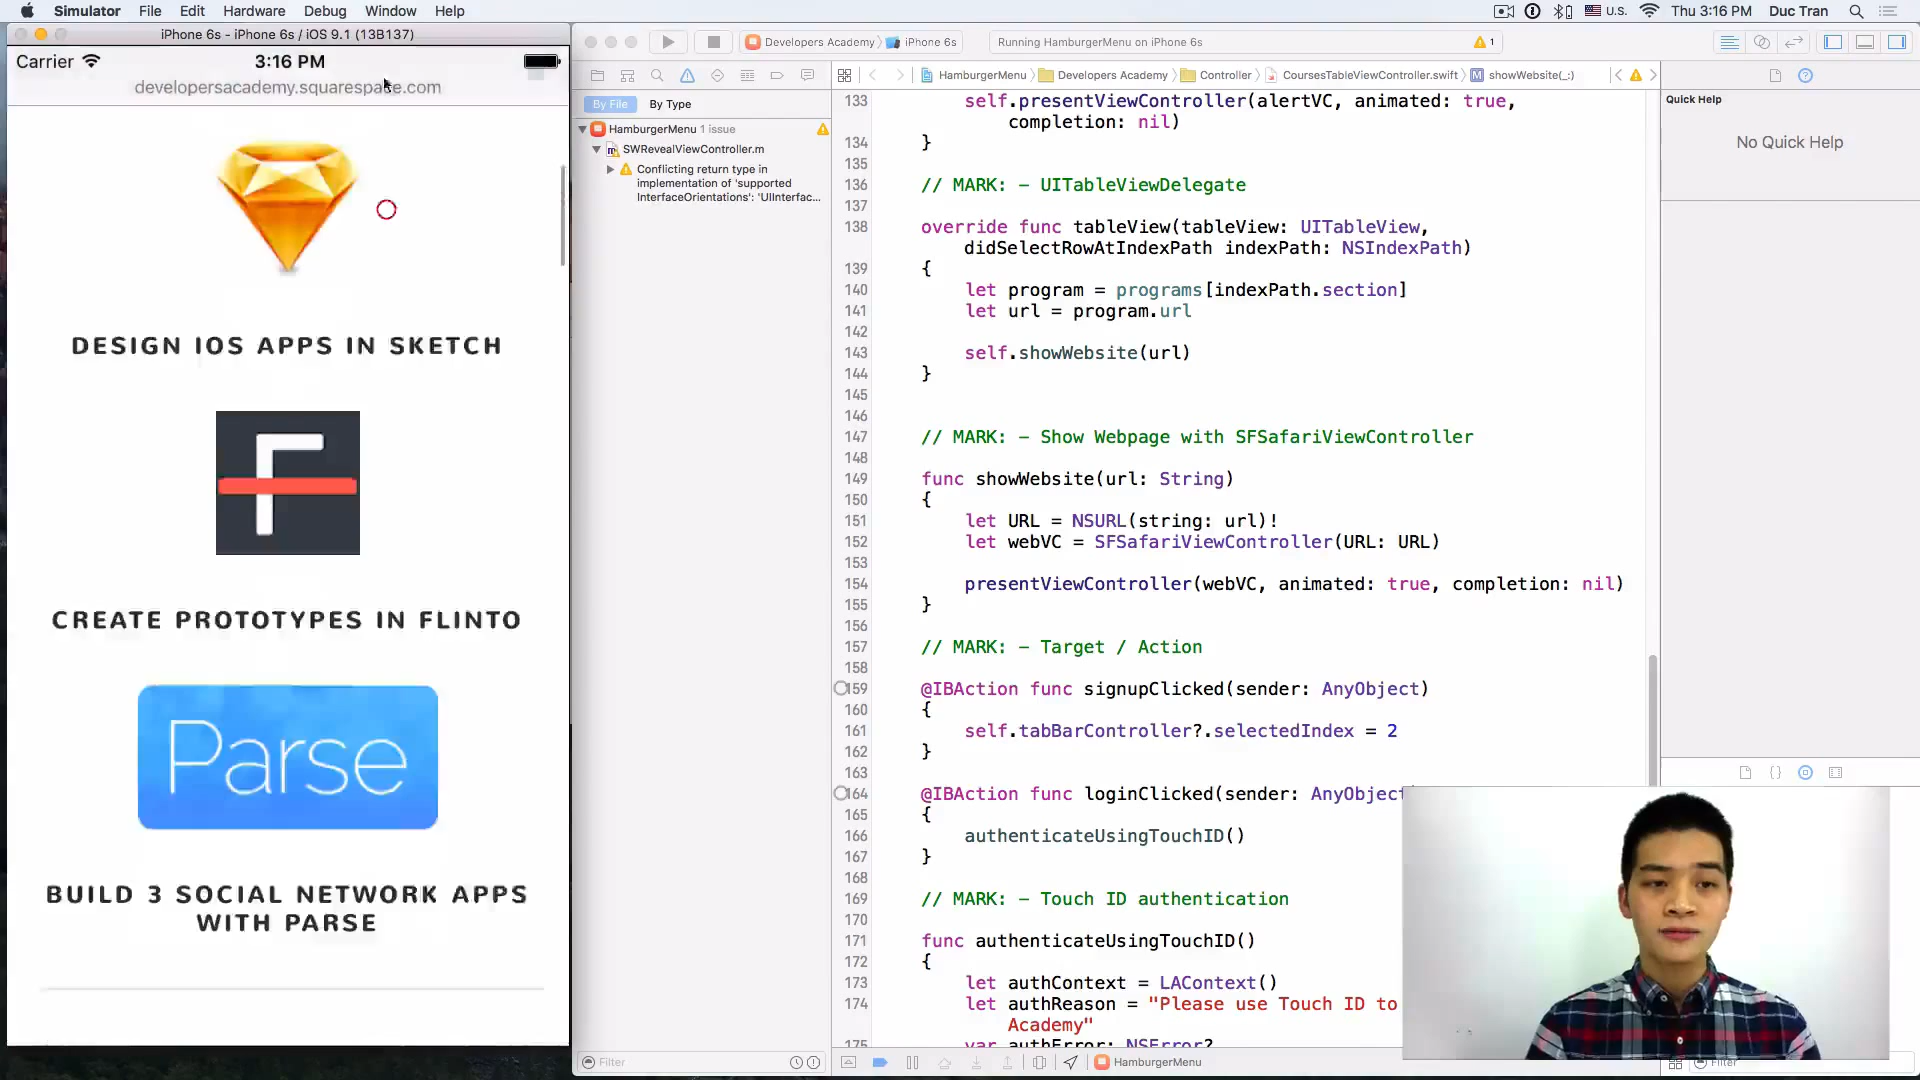 Simulator File Edit Hardware Debug Window Help
U.S. Thu 3:16 PM Duc Tran
iPhone 6s - iPhone 6s / iOS 9.1 (13B137)
Carrier 3:16 PM
developersacademy.squarespace.com
DESIGN IOS APPS IN SKETCH
F
CREATE PROTOTYPES IN FLINTO
Parse
BUILD 3 SOCIAL NETWORK APPS
WITH PARSE
Developers Academy iPhone 6s
Running HamburgerMenu on iPhone 6s
1
HamburgerMenu Developers Academy Controller CoursesTableViewController.swift M showWebsite(_:)
By File By Type
HamburgerMenu 1 issue
SWRevealViewController.m
Conflicting return type in
implementation of 'supported
InterfaceOrientations': 'UIInterfac...
Filter
133 self.presentViewController(alertVC, animated: true,
completion: nil)
134 }
135
136 // MARK: - UITableViewDelegate
137
138 override func tableView(tableView: UITableView,
didSelectRowAtIndexPath indexPath: NSIndexPath)
139 {
140 let program = programs[indexPath.section]
141 let url = program.url
142
143 self.showWebsite(url)
144 }
145
146
147 // MARK: - Show Webpage with SFSafariViewController
148
149 func showWebsite(url: String)
150 {
151 let URL = NSURL(string: url)!
152 let webVC = SFSafariViewController(URL: URL)
153
154 presentViewController(webVC, animated: true, completion: nil)
155 }
156
157 // MARK: - Target / Action
158
159 @IBAction func signupClicked(sender: AnyObject)
160 {
161 self.tabBarController?.selectedIndex = 2
162 }
163
164 @IBAction func loginClicked(sender: AnyObject
165 {
166 authenticateUsingTouchID()
167 }
168
169 // MARK: - Touch ID authentication
170
171 func authenticateUsingTouchID()
172 {
173 let authContext = LAContext()
174 let authReason = "Please use Touch ID to
Academy"
175 var authError: NSError?
HamburgerMenu
Quick Help
No Quick Help
Filter